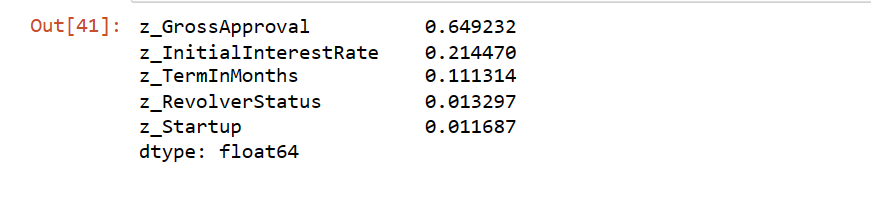 Out[41]: z_GrossApproval 0.649232
z_InitialInterestRate 0.214470
z_TermInMonths 0.111314
z_RevolverStatus 0.013297
z_Startup 0.011687
dtype: float64